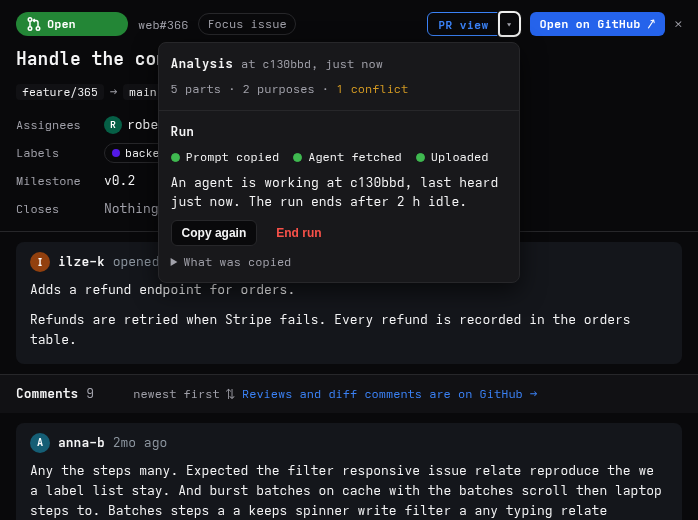 Open web#366 Focus issue PR view ▾ Open on GitHub ↗ ×
Handle the co
feature/365 → main
Assignees R robe
Labels backe
Milestone v0.2
Closes Nothing
Analysis at c130bbd, just now
5 parts · 2 purposes · 1 conflict
Run
Prompt copied Agent fetched Uploaded
An agent is working at c130bbd, last heard
just now. The run ends after 2 h idle.
Copy again End run
▶ What was copied
I ilze-k opened
Adds a refund endpoint for orders.
Refunds are retried when Stripe fails. Every refund is recorded in the orders
table.
Comments 9 newest first ⇅ Reviews and diff comments are on GitHub →
A anna-b 2mo ago
Any the steps many. Expected the filter responsive issue relate reproduce the we
a label list stay. And burst batches on cache with the batches scroll then laptop
steps to. Batches steps a a keeps spinner write filter a any typing relate